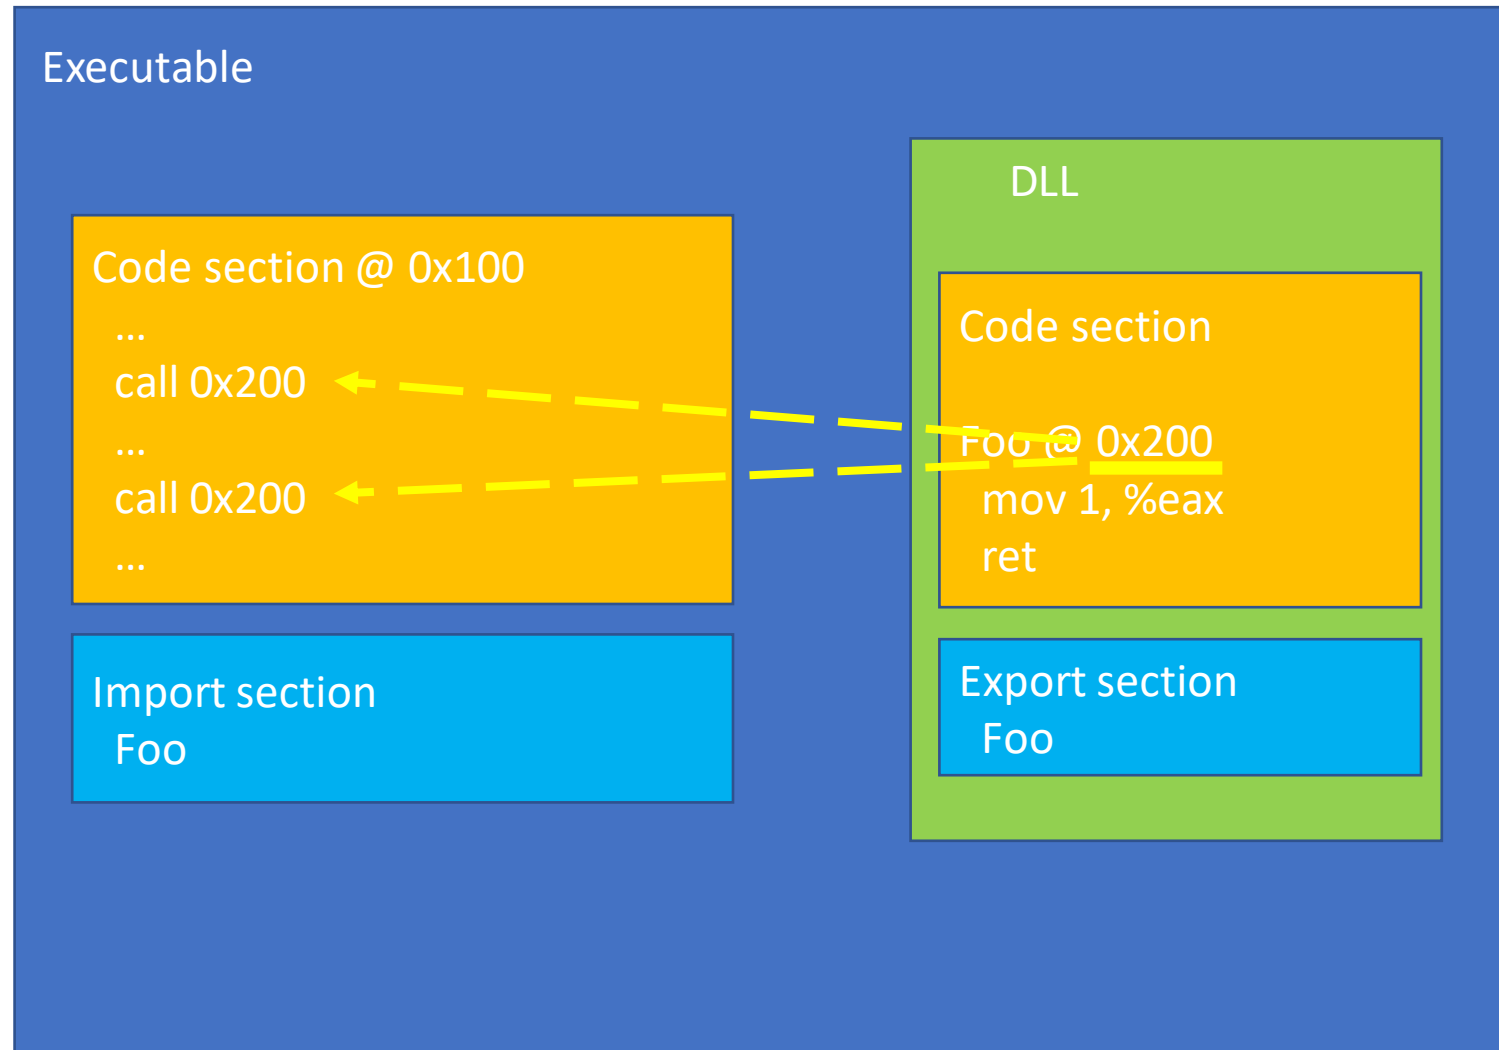 Executable
Code section @ 0x100
...
call 0x200
...
call 0x200
...
Import section
Foo
DLL
Code section
Foo @ 0x200
mov 1, %eax
ret
Export section
Foo